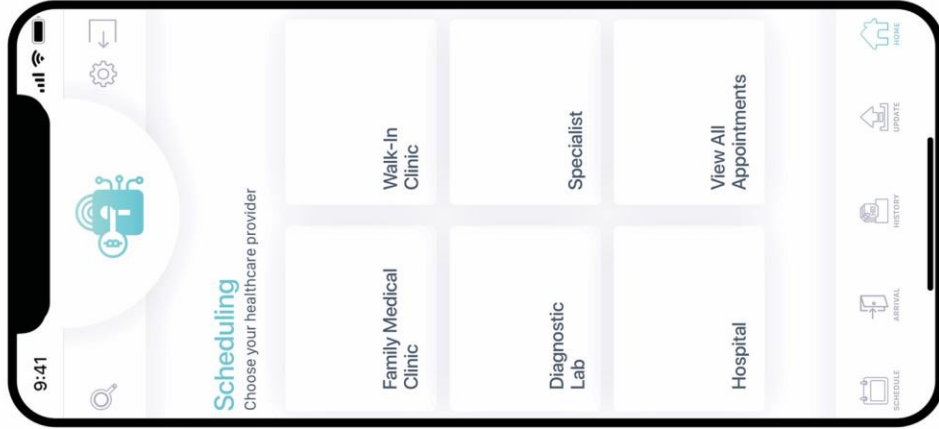 9:41
Scheduling
Choose your healthcare provider
Family Medical
Clinic
Walk-In
Clinic
Diagnostic
Lab
Specialist
Hospital
View All
Appointments
SCHEDULE
ARRIVAL
HISTORY
UPDATE
HOME